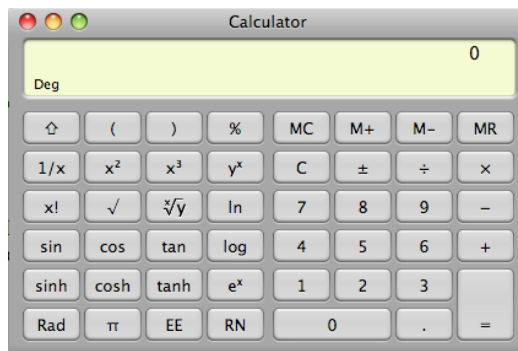 Calculator
0
Deg
⇧ ( ) % MC M+ M− MR
1/x x² x³ yˣ C ± ÷ ×
x! √ ˣ√y ln 7 8 9 −
sin cos tan log 4 5 6 +
sinh cosh tanh eˣ 1 2 3
Rad π EE RN 0 . =